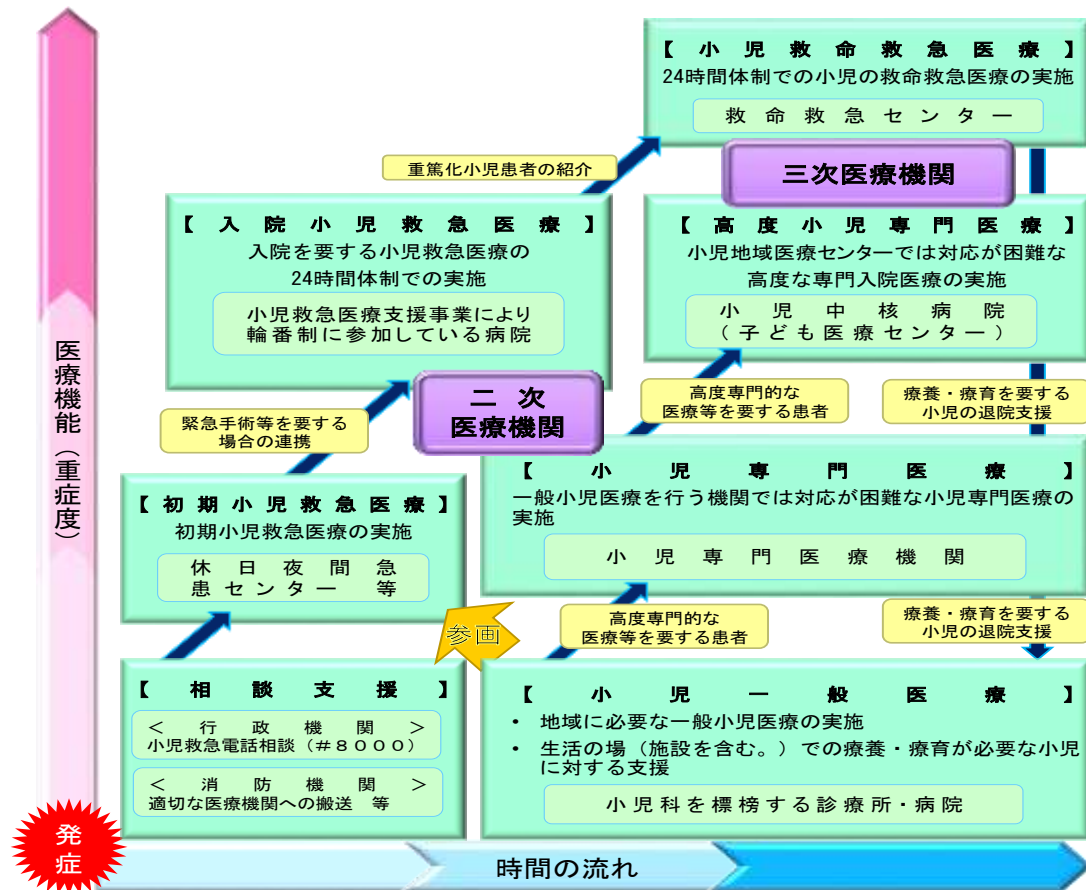 【小児救命救急医療】
24時間体制での小児の救命救急医療の実施
救命救急センター
重篤化小児患者の紹介
三次医療機関
【入院小児救急医療】
入院を要する小児救急医療の
24時間体制での実施
小児救急医療支援事業により
輪番制に参加している病院
【高度小児専門医療】
小児地域医療センターでは対応が困難な
高度な専門入院医療の実施
小児中核病院
(子ども医療センター)
医療機能(重症度)
二次
医療機関
高度専門的な
医療等を要する患者
療養・療育を要する
小児の退院支援
緊急手術等を要する
場合の連携
【小児専門医療】
一般小児医療を行う機関では対応が困難な小児専門医療の
実施
小児専門医療機関
【初期小児救急医療】
初期小児救急医療の実施
休日夜間急
患センター等
参画
高度専門的な
医療等を要する患者
療養・療育を要する
小児の退院支援
【相談支援】
<行政機関>
小児救急電話相談(#8000)
<消防機関>
適切な医療機関への搬送 等
【小児一般医療】
・ 地域に必要な一般小児医療の実施
・ 生活の場(施設を含む。)での療養・療育が必要な小児
に対する支援
小児科を標榜する診療所・病院
発
症
時間の流れ